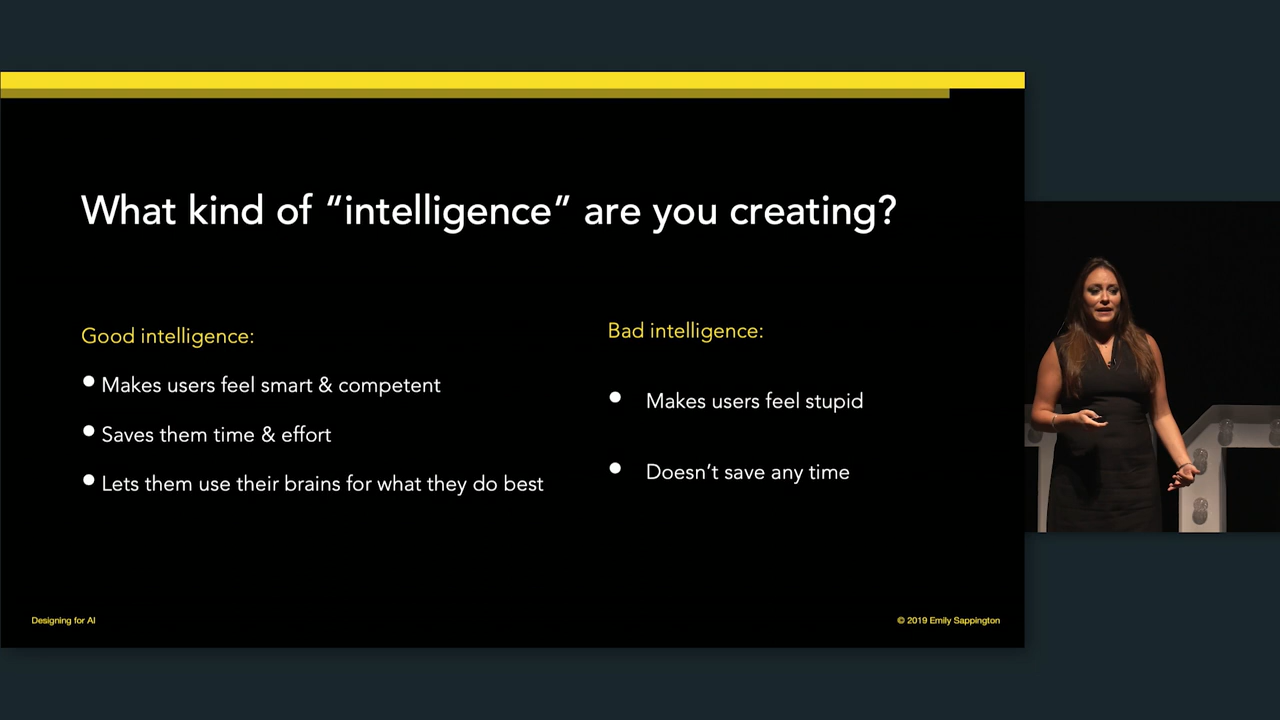 What kind of “intelligence” are you creating?
Good intelligence:
• Makes users feel smart & competent
• Saves them time & effort
• Lets them use their brains for what they do best
Bad intelligence:
• Makes users feel stupid
• Doesn’t save any time
Designing for AI
© 2019 Emily Sappington